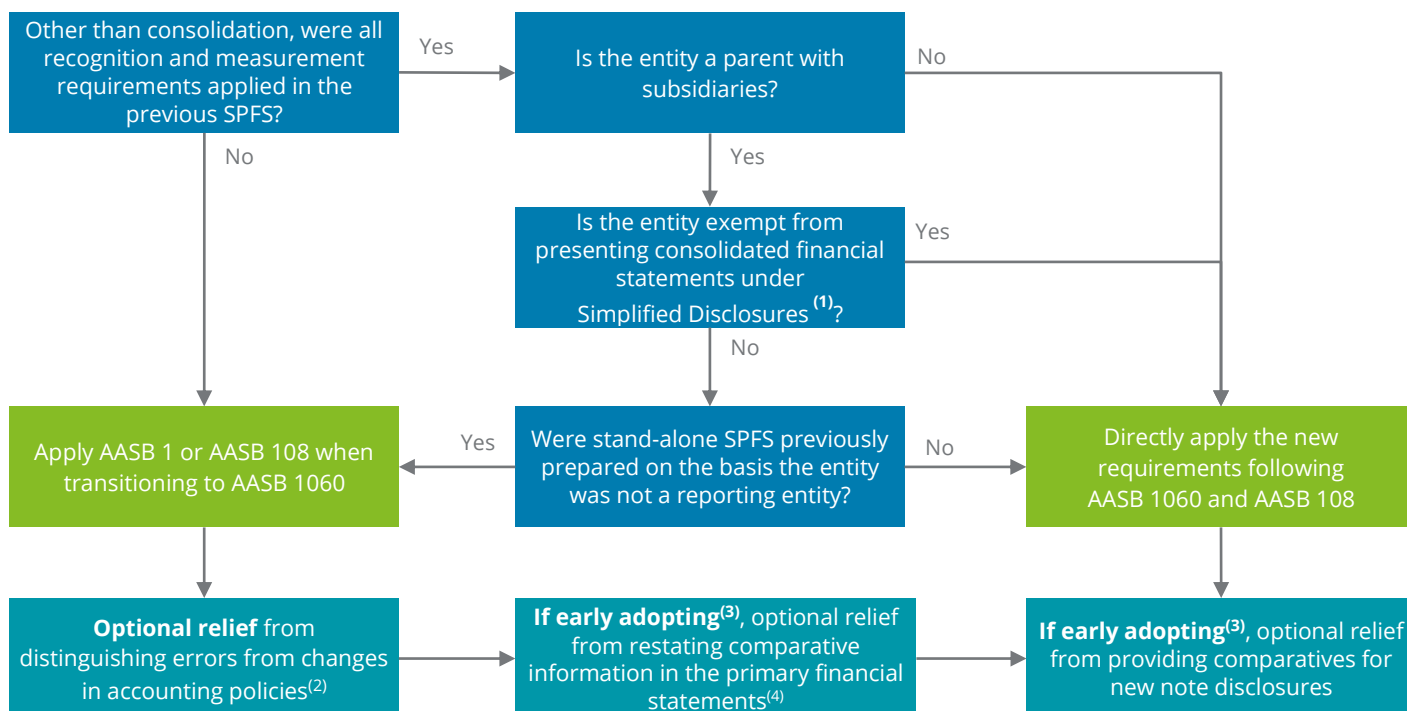 Other than consolidation, were all
recognition and measurement
requirements applied in the
previous SPFS?
Yes
Is the entity a parent with
subsidiaries?
No
No
Yes
Is the entity exempt from
presenting consolidated financial
statements under
Simplified Disclosures (1)?
Yes
No
Apply AASB 1 or AASB 108 when
transitioning to AASB 1060
Yes
Were stand-alone SPFS previously
prepared on the basis the entity
was not a reporting entity?
No
Directly apply the new
requirements following
AASB 1060 and AASB 108
Optional relief from
distinguishing errors from changes
in accounting policies(2)
If early adopting(3), optional relief
from restating comparative
information in the primary financial
statements(4)
If early adopting(3), optional relief
from providing comparatives for
new note disclosures